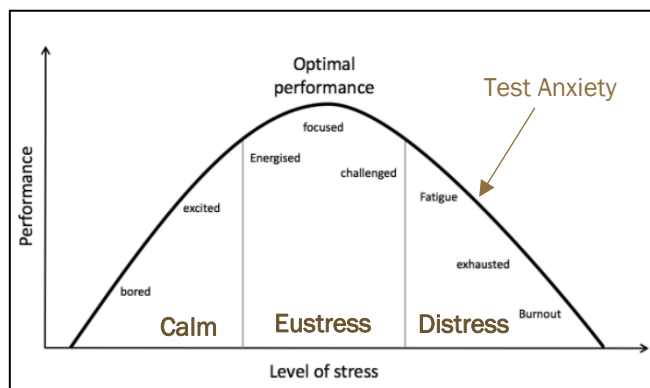 Optimal
performance
Test Anxiety
focused
Energised
challenged
excited
Fatigue
exhausted
bored
Burnout
Calm
Eustress
Distress
Performance
Level of stress